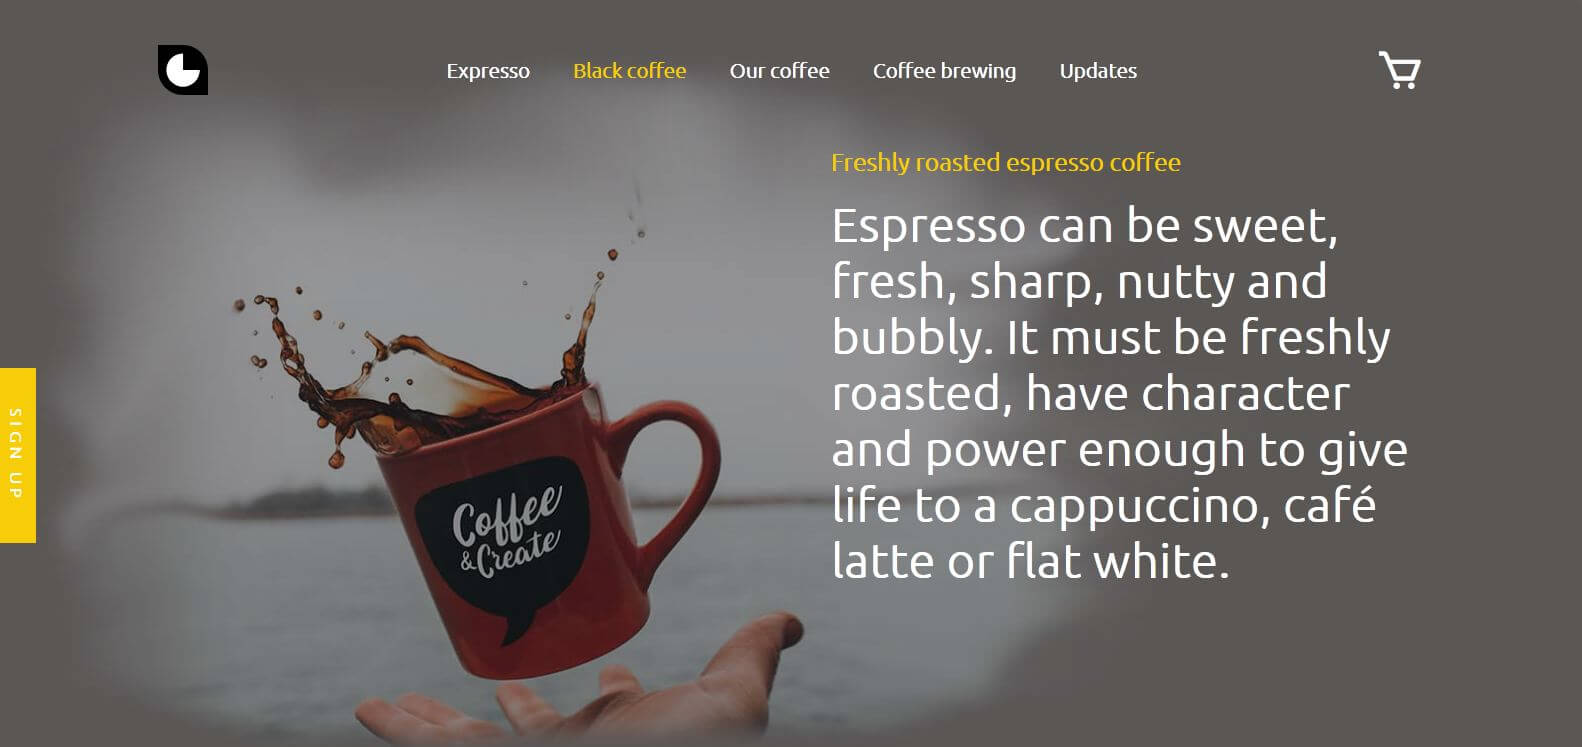 Expresso
Black coffee
Our coffee
Coffee brewing
Updates
Freshly roasted espresso coffee
Espresso can be sweet,
fresh, sharp, nutty and
bubbly. It must be freshly
roasted, have character
and power enough to give
life to a cappuccino, café
latte or flat white.
SIGN UP
Coffee
&Create